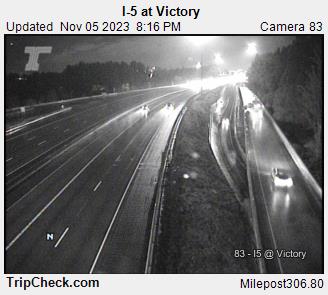 I-5 at Victory
Updated  Nov 05 2023  8:16 PM
Camera 83
T
N
83 - I5 @ Victory
TripCheck.com
Milepost306.80